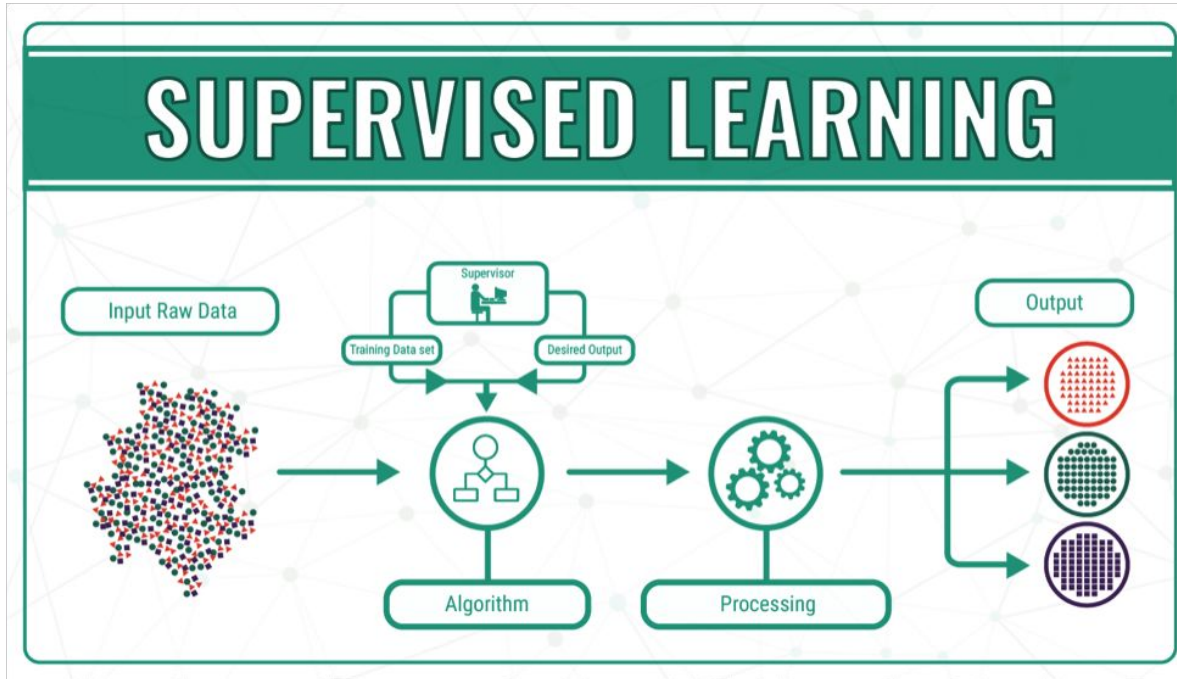 SUPERVISED LEARNING
Input Raw Data
Supervisor
Training Data set
Desired Output
Algorithm
Processing
Output